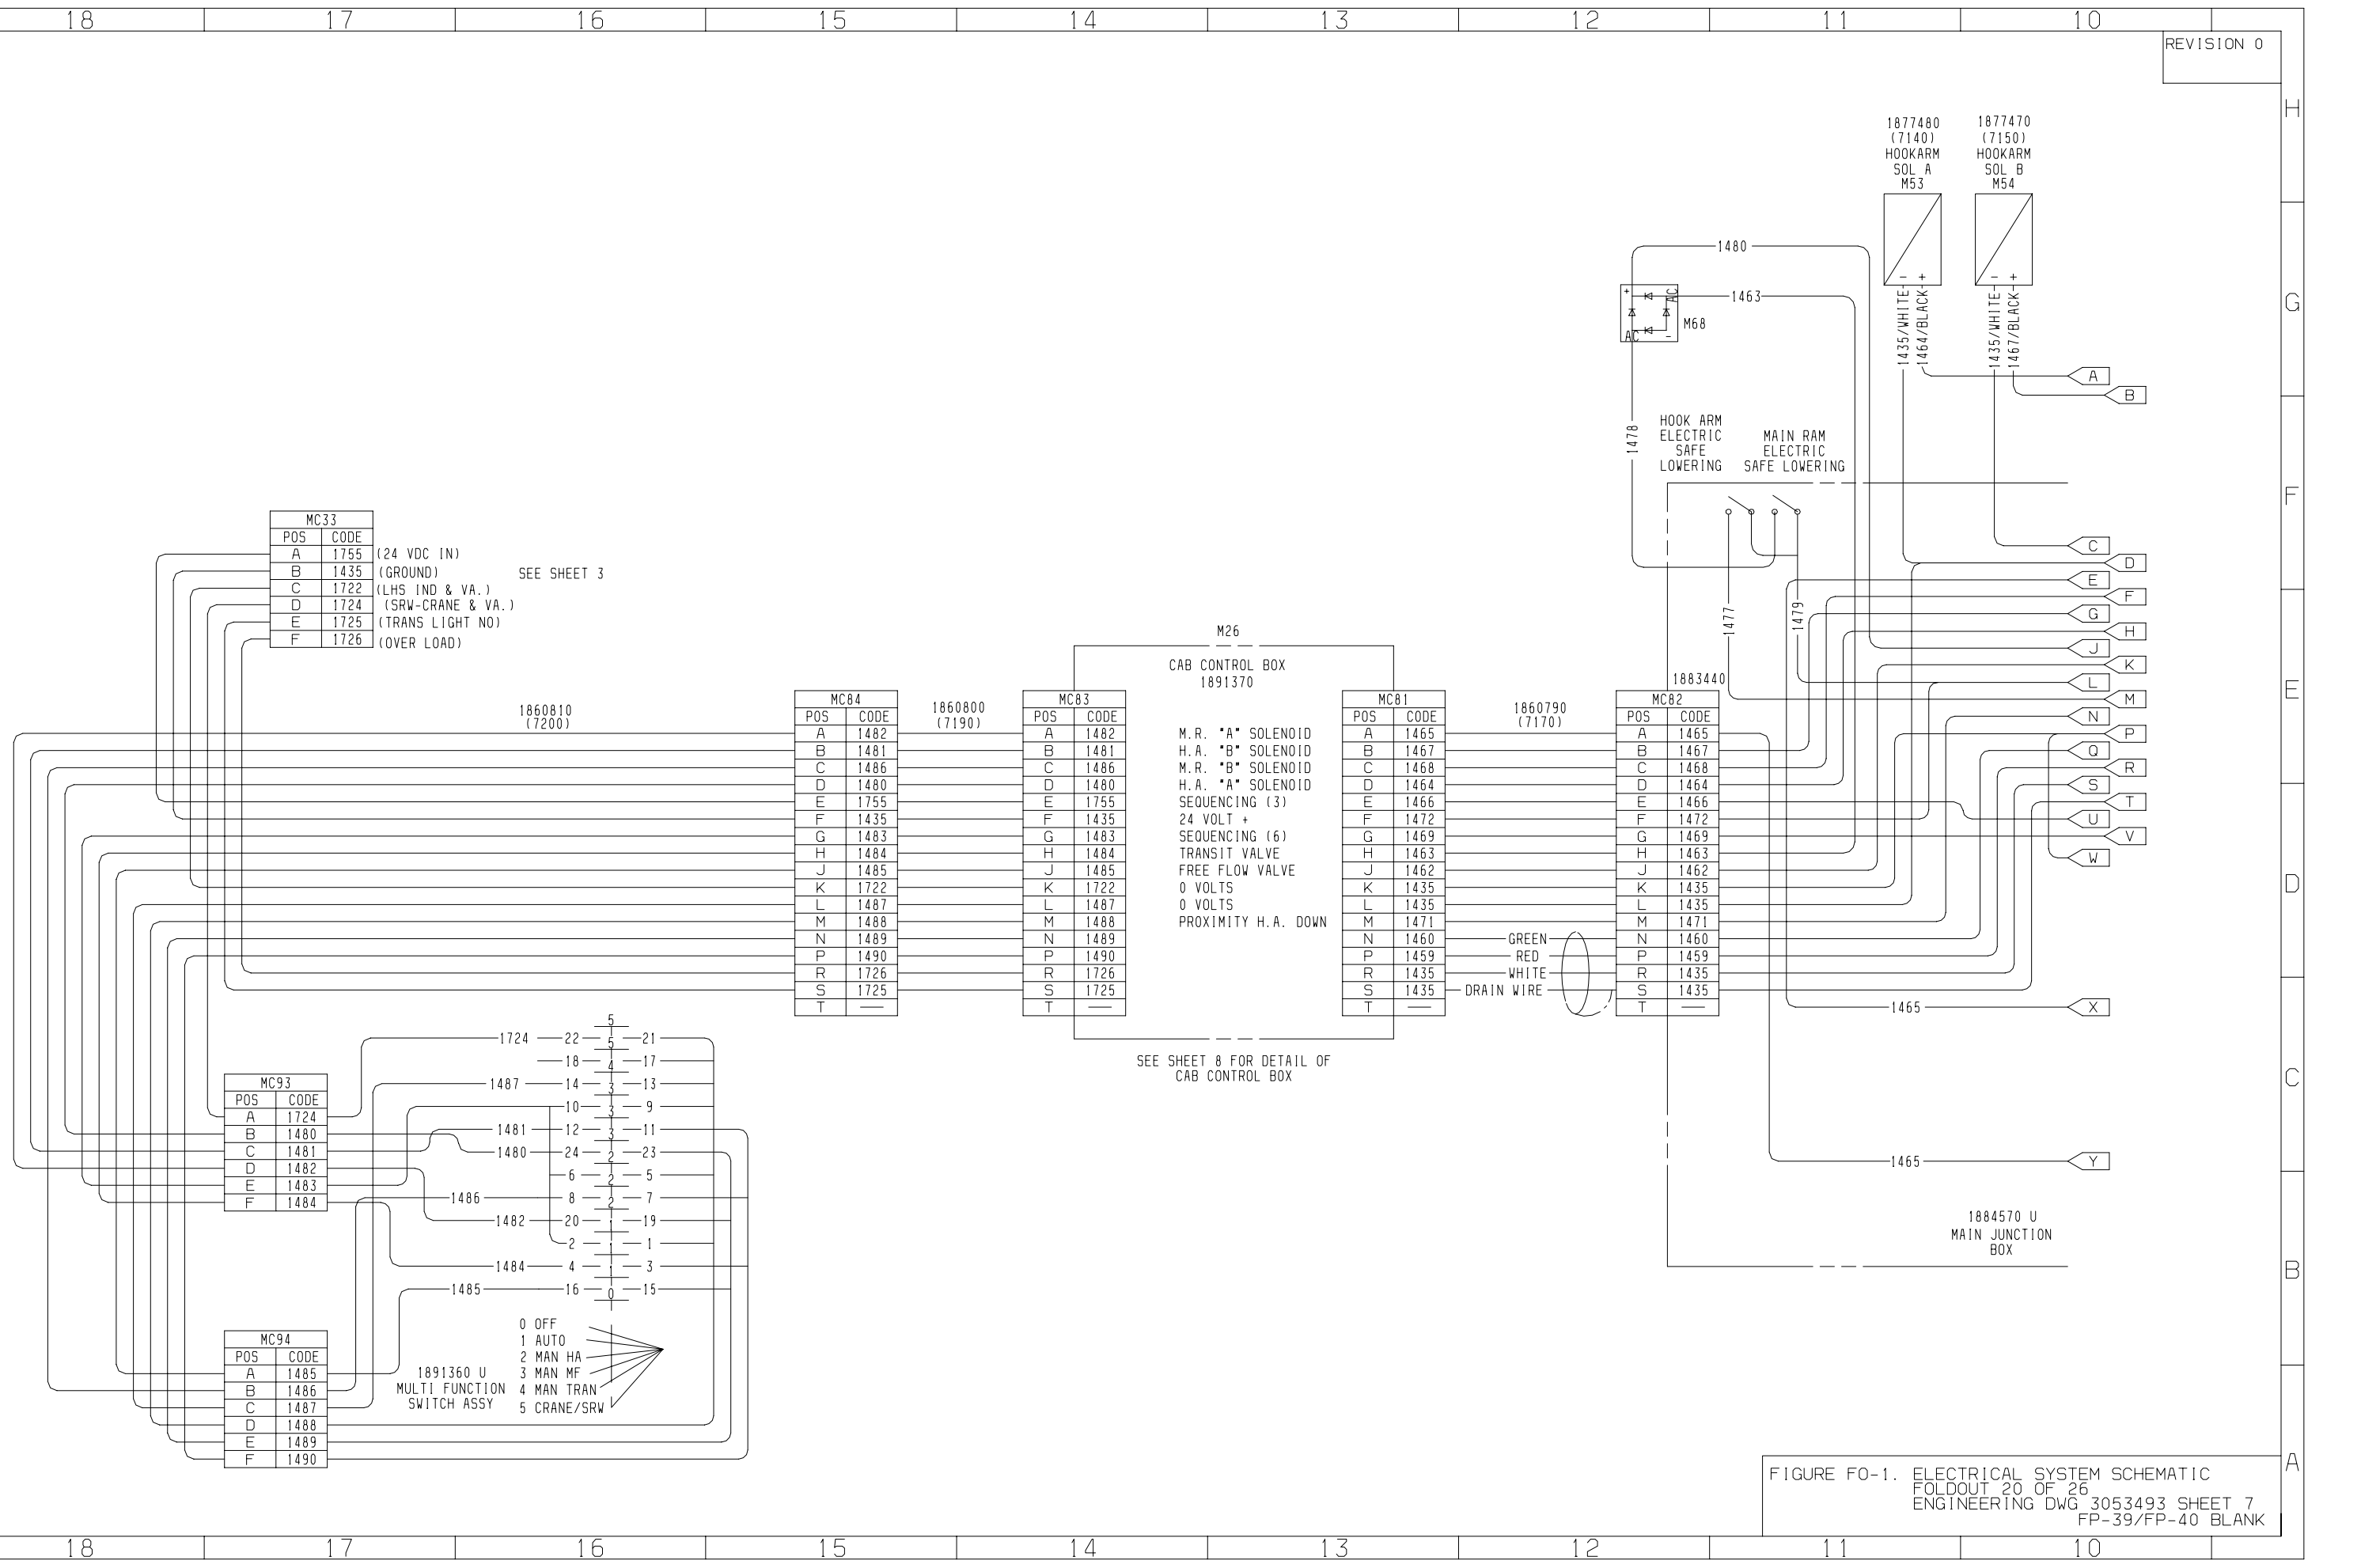 18 17 16 15 14 13 12 11 10
REVISION 0
H
G
F
E
D
C
B
A
1877480
(7140)
HOOKARM
SOL A
M53
1877470
(7150)
HOOKARM
SOL B
M54
- +
- +
1435/WHITE
1464/BLACK
1435/WHITE
1467/BLACK
1480
1463
+ AC
AC -
M68
1478
HOOK ARM
ELECTRIC
SAFE
LOWERING
MAIN RAM
ELECTRIC
SAFE LOWERING
1477
1479
A
B
C
D
E
F
G
H
J
K
L
M
N
P
Q
R
S
T
U
V
W
X
Y
MC33
POS CODE
A 1755 (24 VDC IN)
B 1435 (GROUND)
C 1722 (LHS IND & VA.)
D 1724 (SRW-CRANE & VA.)
E 1725 (TRANS LIGHT NO)
F 1726 (OVER LOAD)
SEE SHEET 3
1860810
(7200)
MC84
POS CODE
A 1482
B 1481
C 1486
D 1480
E 1755
F 1435
G 1483
H 1484
J 1485
K 1722
L 1487
M 1488
N 1489
P 1490
R 1726
S 1725
T —
1860800
(7190)
MC83
POS CODE
A 1482
B 1481
C 1486
D 1480
E 1755
F 1435
G 1483
H 1484
J 1485
K 1722
L 1487
M 1488
N 1489
P 1490
R 1726
S 1725
T —
M26
CAB CONTROL BOX
1891370
M.R. "A" SOLENOID
H.A. "B" SOLENOID
M.R. "B" SOLENOID
H.A. "A" SOLENOID
SEQUENCING (3)
24 VOLT +
SEQUENCING (6)
TRANSIT VALVE
FREE FLOW VALVE
0 VOLTS
0 VOLTS
PROXIMITY H.A. DOWN
SEE SHEET 8 FOR DETAIL OF
CAB CONTROL BOX
MC81
POS CODE
A 1465
B 1467
C 1468
D 1464
E 1466
F 1472
G 1469
H 1463
J 1462
K 1435
L 1435
M 1471
N 1460
P 1459
R 1435
S 1435
T —
1860790
(7170)
GREEN
RED
WHITE
DRAIN WIRE
1883440
MC82
POS CODE
A 1465
B 1467
C 1468
D 1464
E 1466
F 1472
G 1469
H 1463
J 1462
K 1435
L 1435
M 1471
N 1460
P 1459
R 1435
S 1435
T —
1465
1465
1884570 U
MAIN JUNCTION
BOX
MC93
POS CODE
A 1724
B 1480
C 1481
D 1482
E 1483
F 1484
5
1724 22 5 21
18 4 17
1487 14 3 13
10 3 9
1481 12 3 11
1480 24 2 23
6 2 5
1486 8 2 7
1482 20 1 19
2 1 1
1484 4 1 3
1485 16 0 15
MC94
POS CODE
A 1485
B 1486
C 1487
D 1488
E 1489
F 1490
1891360 U
MULTI FUNCTION
SWITCH ASSY
0 OFF
1 AUTO
2 MAN HA
3 MAN MF
4 MAN TRAN
5 CRANE/SRW
FIGURE FO-1. ELECTRICAL SYSTEM SCHEMATIC
FOLDOUT 20 OF 26
ENGINEERING DWG 3053493 SHEET 7
FP-39/FP-40 BLANK
18 17 16 15 14 13 12 11 10